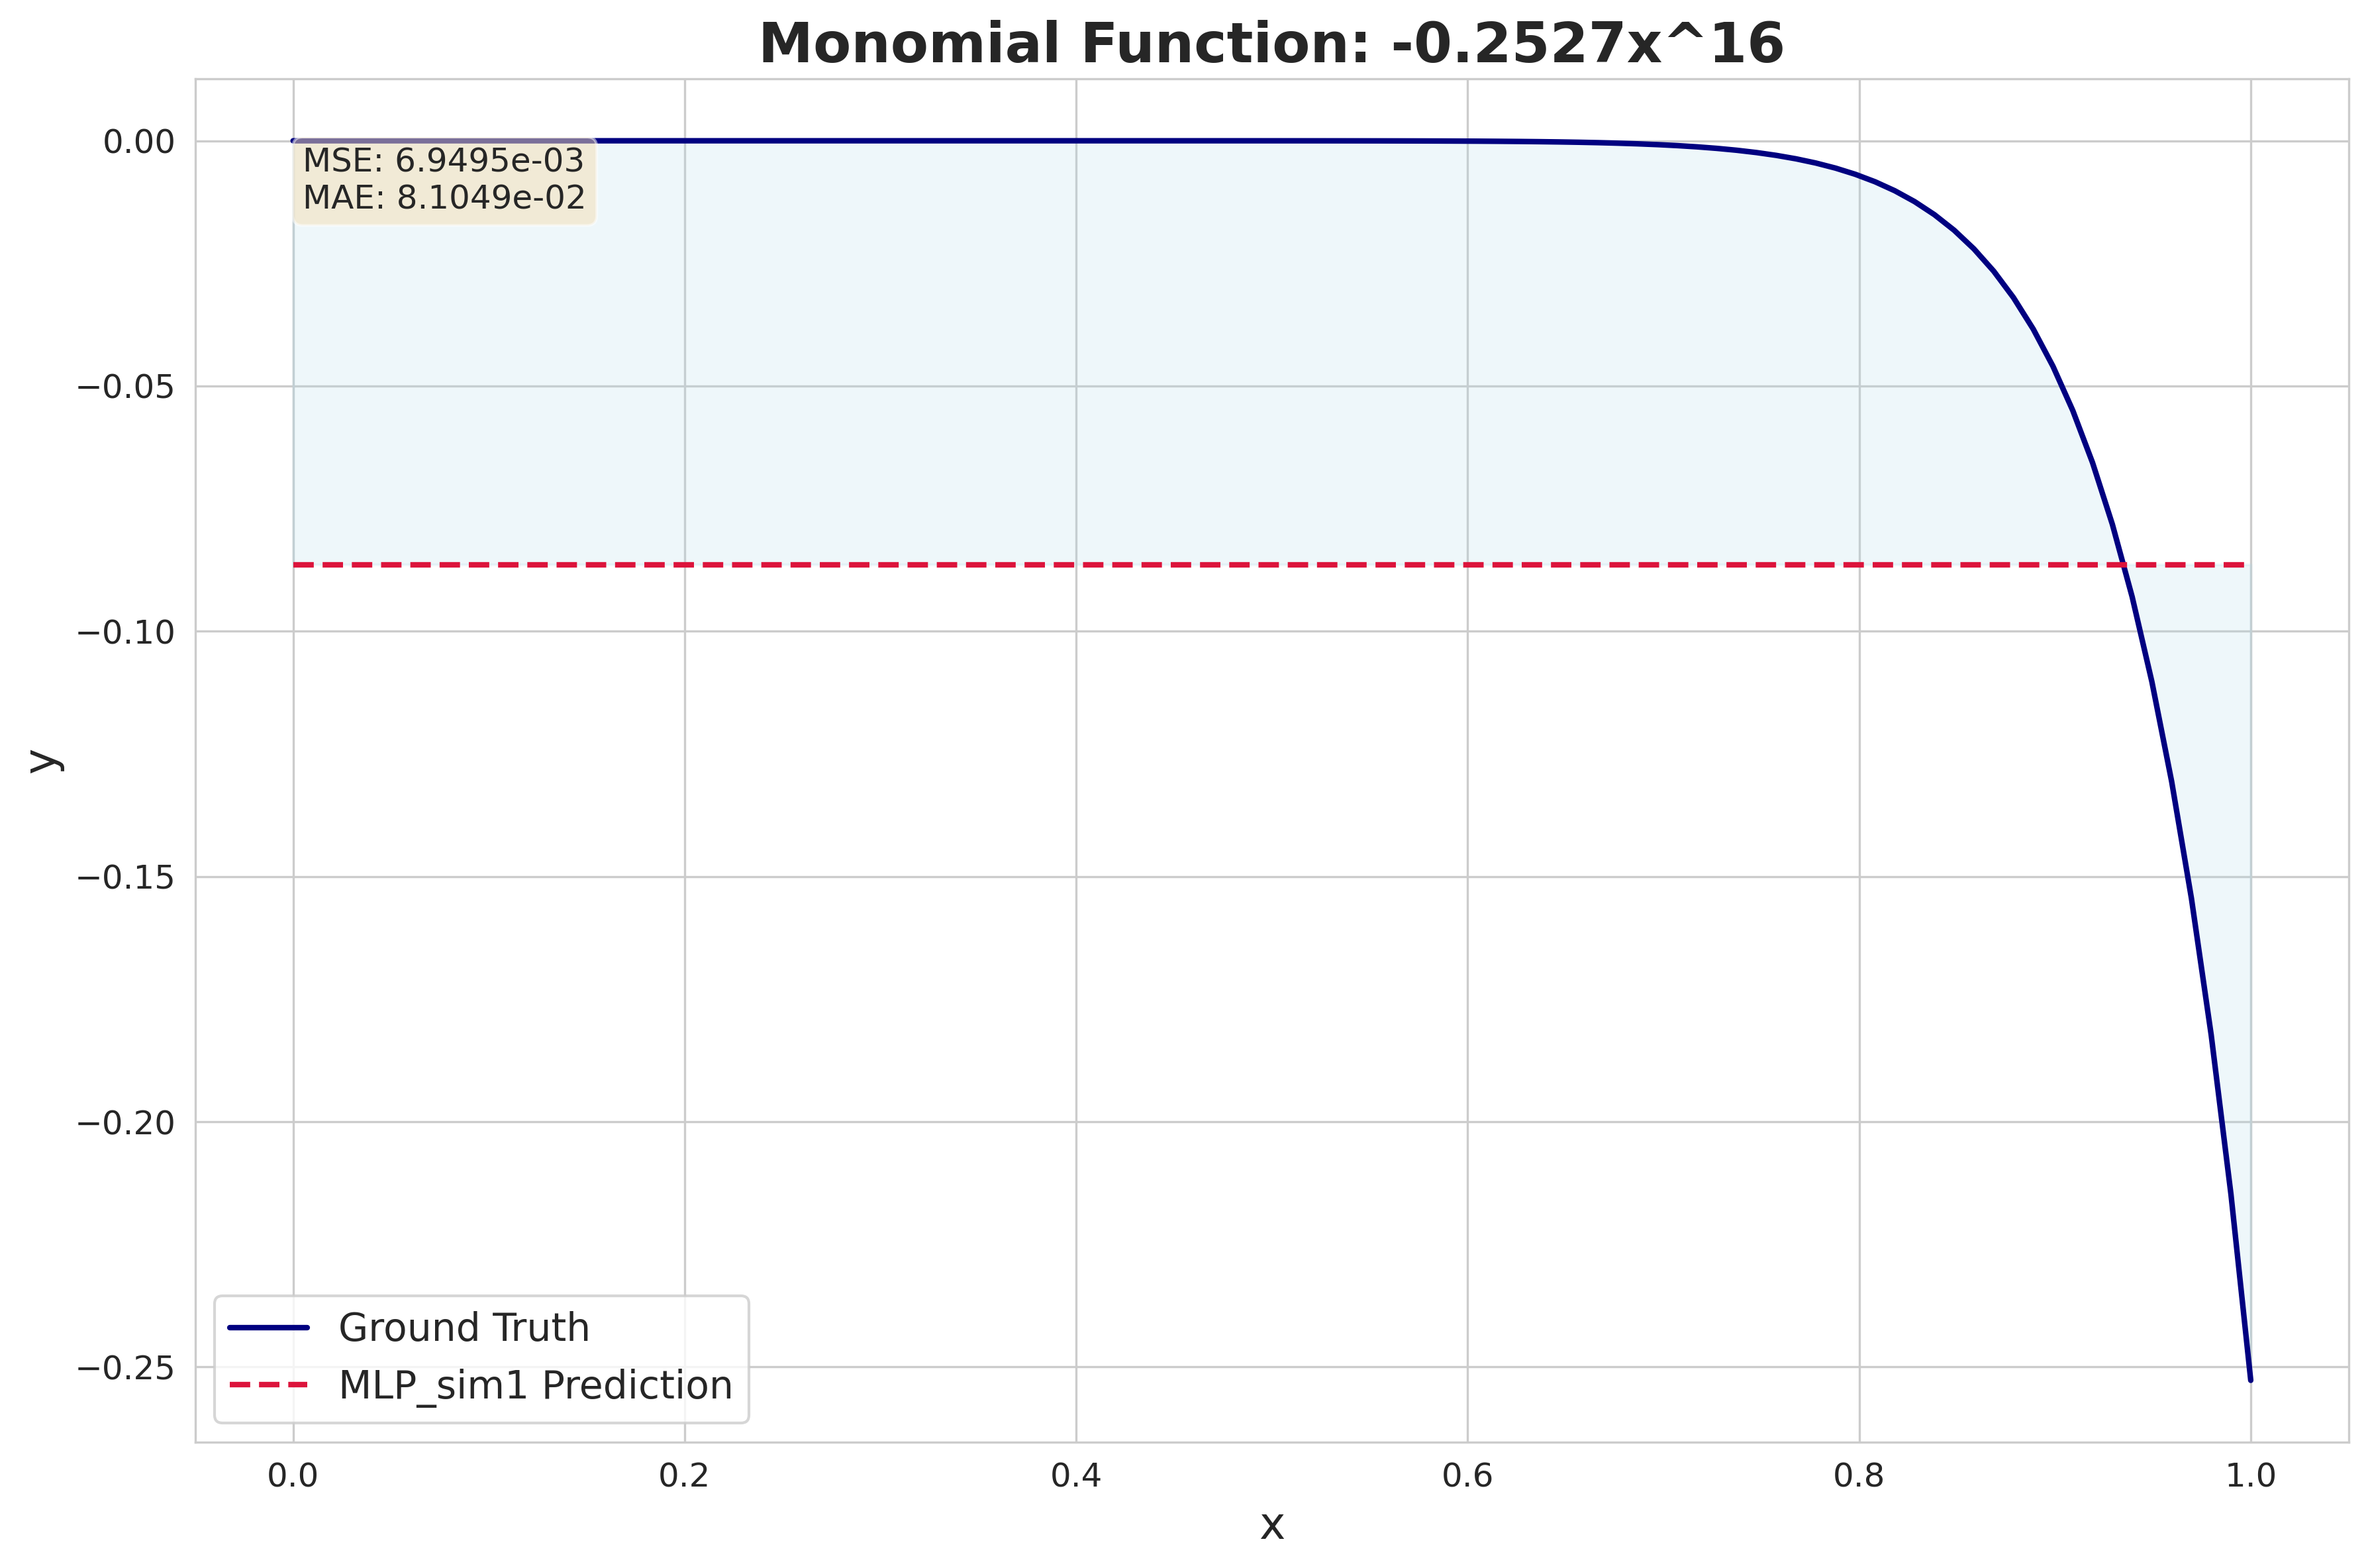 Monomial Function: -0.2527x^16
0.00
−0.05
−0.10
−0.15
−0.20
−0.25
y
MSE: 6.9495e-03
MAE: 8.1049e-02
Ground Truth
MLP_sim1 Prediction
0.0
0.2
0.4
0.6
0.8
1.0
x